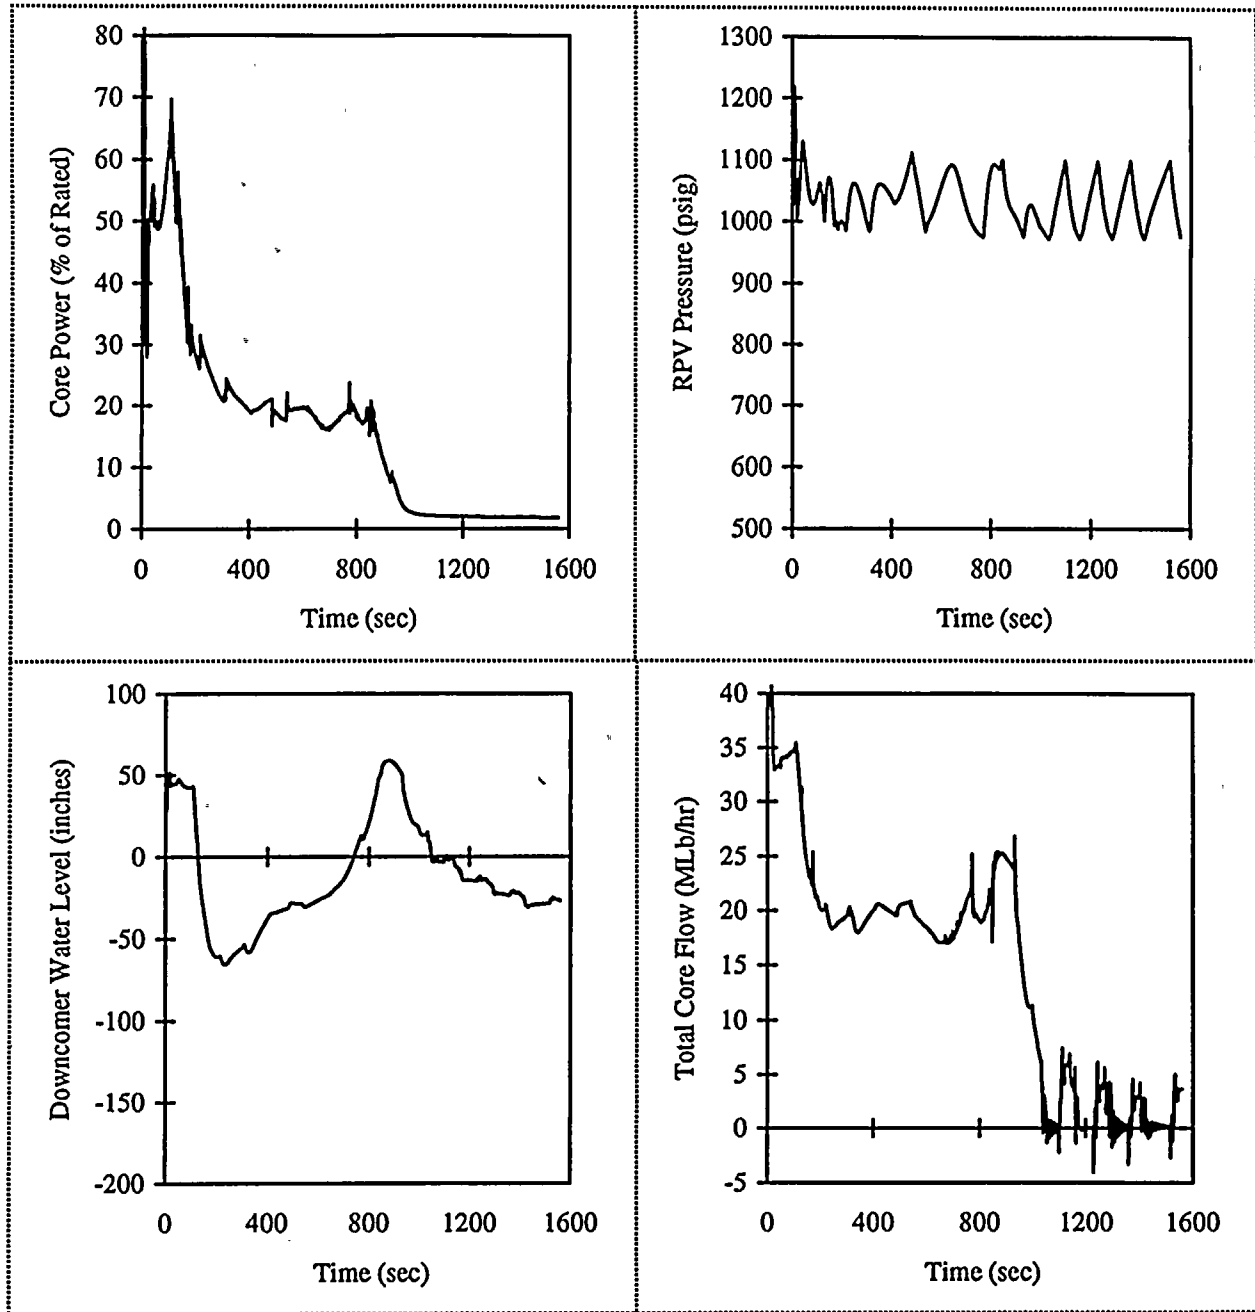 80
70
60
50
40
30
20
10
0
Core Power (% of Rated)
0 400 800 1200 1600
Time (sec)
1300
1200
1100
1000
900
800
700
600
500
RPV Pressure (psig)
0 400 800 1200 1600
Time (sec)
100
50
0
-50
-100
-150
-200
Downcomer Water Level (inches)
0 400 800 1200 1600
Time (sec)
40
35
30
25
20
15
10
5
0
-5
Total Core Flow (MLb/hr)
0 400 800 1200 1600
Time (sec)